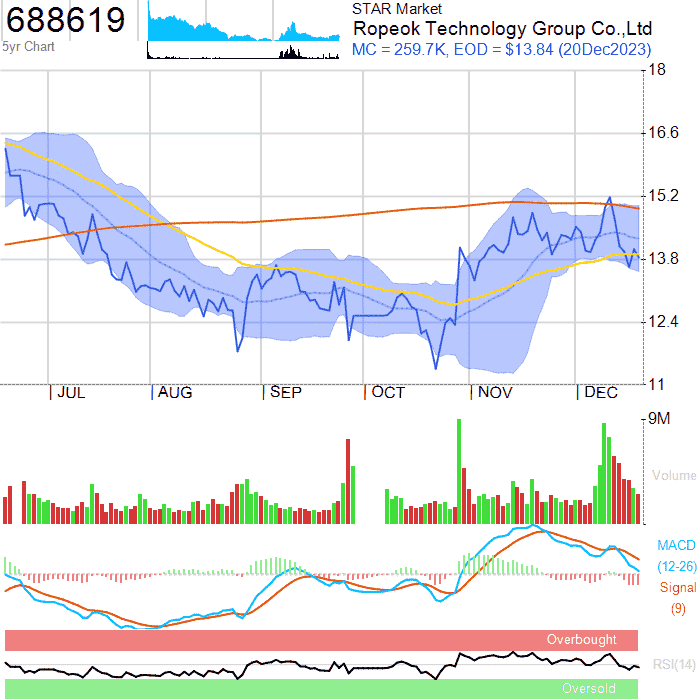 688619
5yr Chart
STAR Market
Ropeok Technology Group Co.,Ltd
MC = 259.7K, EOD = $13.84 (20Dec2023)
18
16.6
15.2
13.8
12.4
11
JUL
AUG
SEP
OCT
NOV
DEC
9M
Volume
MACD
(12-26)
Signal
(9)
Overbought
RSI(14)
Oversold